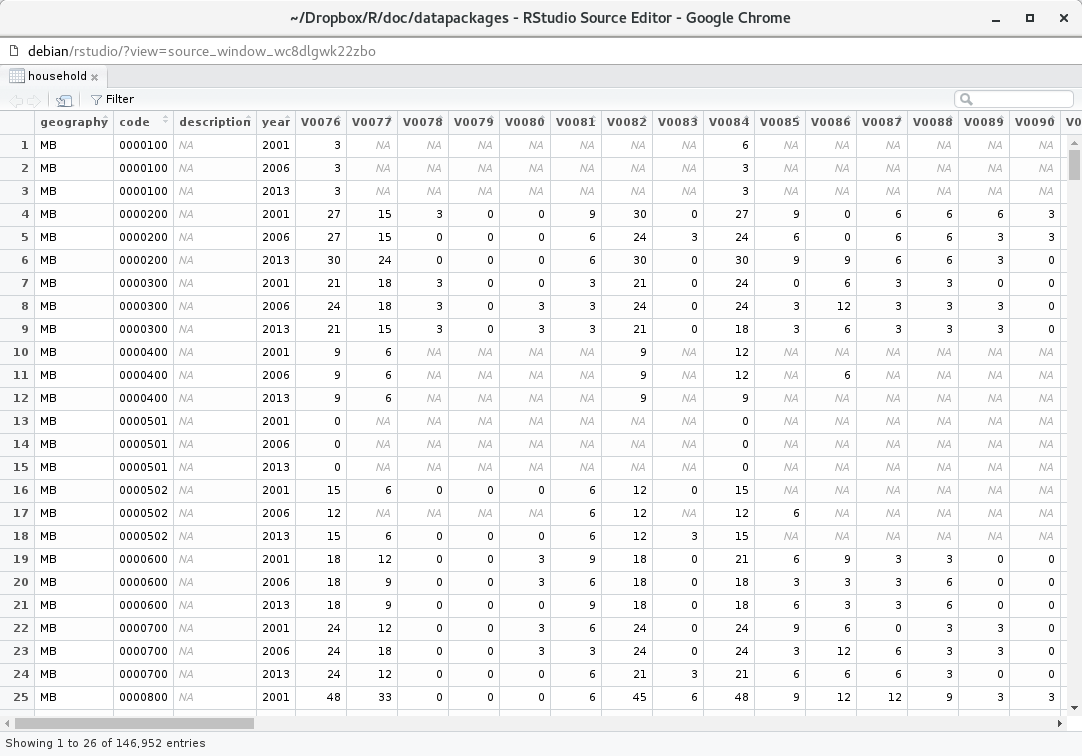 ~/Dropbox/R/doc/datapackages - RStudio Source Editor - Google Chrome
debian/rstudio/?view=source_window_wc8dlgwk22zbo
household
Filter
geography code description year V0076 V0077 V0078 V0079 V0080 V0081 V0082 V0083 V0084 V0085 V0086 V0087 V0088 V0089 V0090 V0
1 MB 0000100 NA 2001 3 NA NA NA NA NA NA NA 6 NA NA NA NA NA NA
2 MB 0000100 NA 2006 3 NA NA NA NA NA NA NA 3 NA NA NA NA NA NA
3 MB 0000100 NA 2013 3 NA NA NA NA NA NA NA 3 NA NA NA NA NA NA
4 MB 0000200 NA 2001 27 15 3 0 0 9 30 0 27 9 0 6 6 6 3
5 MB 0000200 NA 2006 27 15 0 0 0 6 24 3 24 6 0 6 6 3 3
6 MB 0000200 NA 2013 30 24 0 0 0 6 30 0 30 9 9 6 6 3 0
7 MB 0000300 NA 2001 21 18 3 0 0 3 21 0 24 0 6 3 3 0 0
8 MB 0000300 NA 2006 24 18 3 0 3 3 24 0 24 3 12 3 3 3 0
9 MB 0000300 NA 2013 21 15 3 0 3 3 21 0 18 3 6 3 3 3 0
10 MB 0000400 NA 2001 9 6 NA NA NA NA 9 NA 12 NA NA NA NA NA NA
11 MB 0000400 NA 2006 9 6 NA NA NA NA 9 NA 12 NA 6 NA NA NA NA
12 MB 0000400 NA 2013 9 6 NA NA NA NA 9 NA 9 NA NA NA NA NA NA
13 MB 0000501 NA 2001 0 NA NA NA NA NA NA NA 0 NA NA NA NA NA NA
14 MB 0000501 NA 2006 0 NA NA NA NA NA NA NA 0 NA NA NA NA NA NA
15 MB 0000501 NA 2013 0 NA NA NA NA NA NA NA 0 NA NA NA NA NA NA
16 MB 0000502 NA 2001 15 6 0 0 0 6 12 0 15 NA NA NA NA NA NA
17 MB 0000502 NA 2006 12 NA NA NA NA 6 12 NA 12 6 NA NA NA NA NA
18 MB 0000502 NA 2013 15 6 0 0 0 6 12 3 15 NA NA NA NA NA NA
19 MB 0000600 NA 2001 18 12 0 0 3 9 18 0 21 6 9 3 3 0 0
20 MB 0000600 NA 2006 18 9 0 0 3 6 18 0 18 3 3 3 6 0 0
21 MB 0000600 NA 2013 18 9 0 0 0 9 18 0 18 6 3 3 6 0 0
22 MB 0000700 NA 2001 24 12 0 0 3 6 24 0 24 9 6 0 3 3 0
23 MB 0000700 NA 2006 24 18 0 0 3 3 24 0 24 3 12 6 3 3 0
24 MB 0000700 NA 2013 24 12 0 0 0 6 21 3 21 6 6 6 3 0 0
25 MB 0000800 NA 2001 48 33 0 0 0 6 45 6 48 9 12 12 9 3 3
Showing 1 to 26 of 146,952 entries